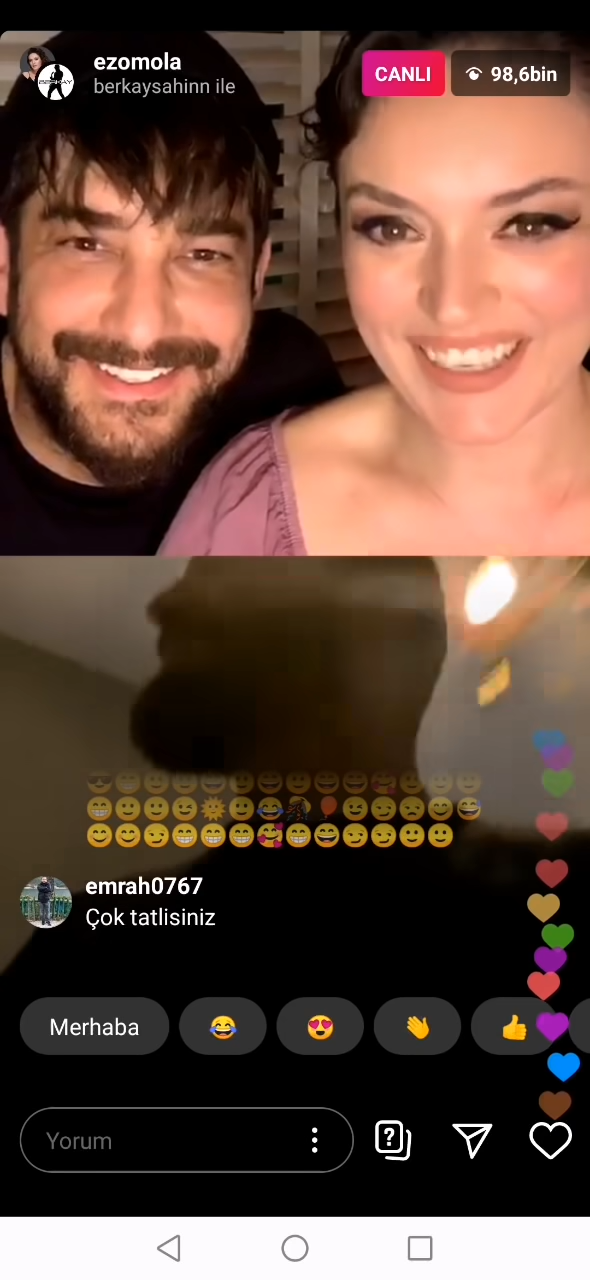 ezomola
berkaysahinn ile
CANLI
98,6bin
emrah0767
Çok tatlisiniz
Merhaba
Yorum